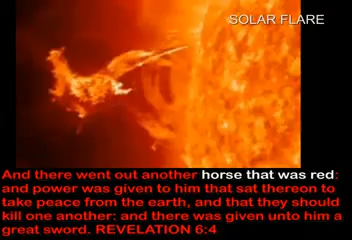 SOLAR FLARE
And there went out another horse that was red:
and power was given to him that sat thereon to
take peace from the earth, and that they should
kill one another: and there was given unto him a
great sword. REVELATION 6:4